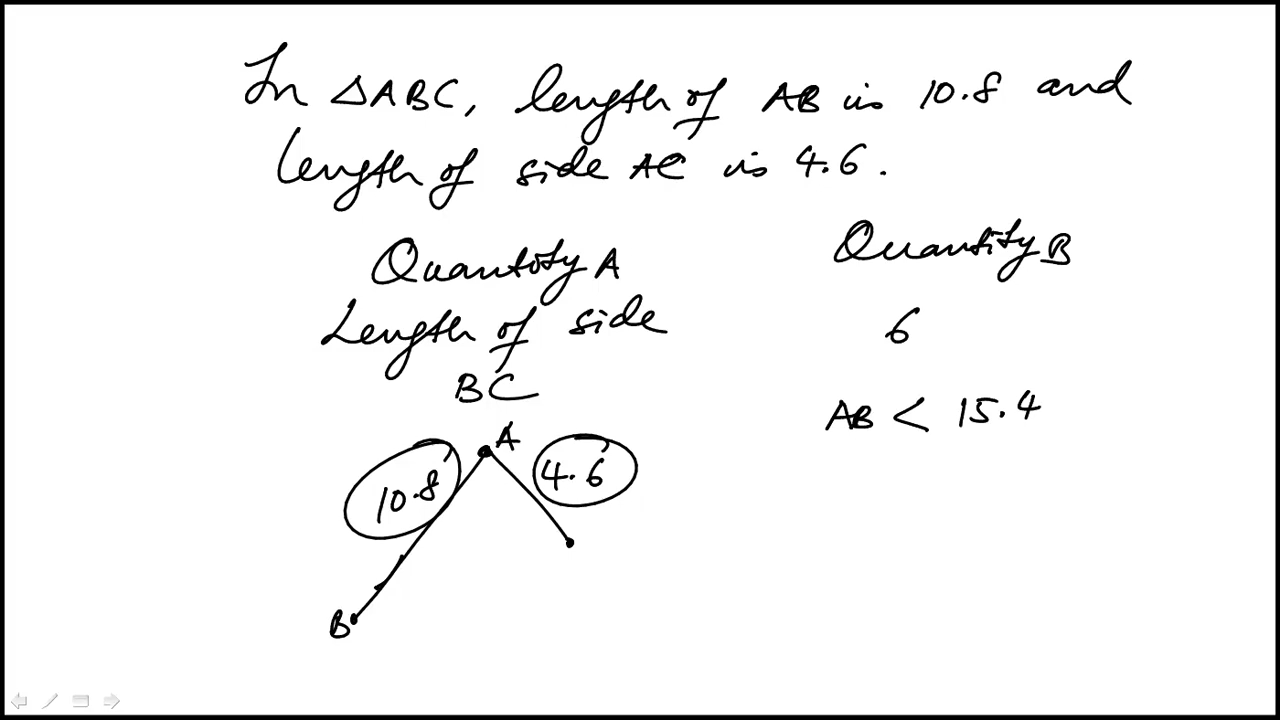 In △ABC, length of AB is 10.8 and
length of side AC is 4.6.
Quantity A
Quantity B
Length of side
BC
6
AB < 15.4
A
10.8
4.6
B